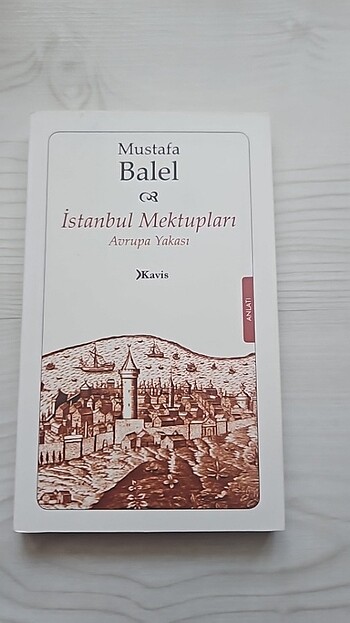 Mustafa
Balel
İstanbul Mektupları
Avrupa Yakası
Kavis
ANLATI